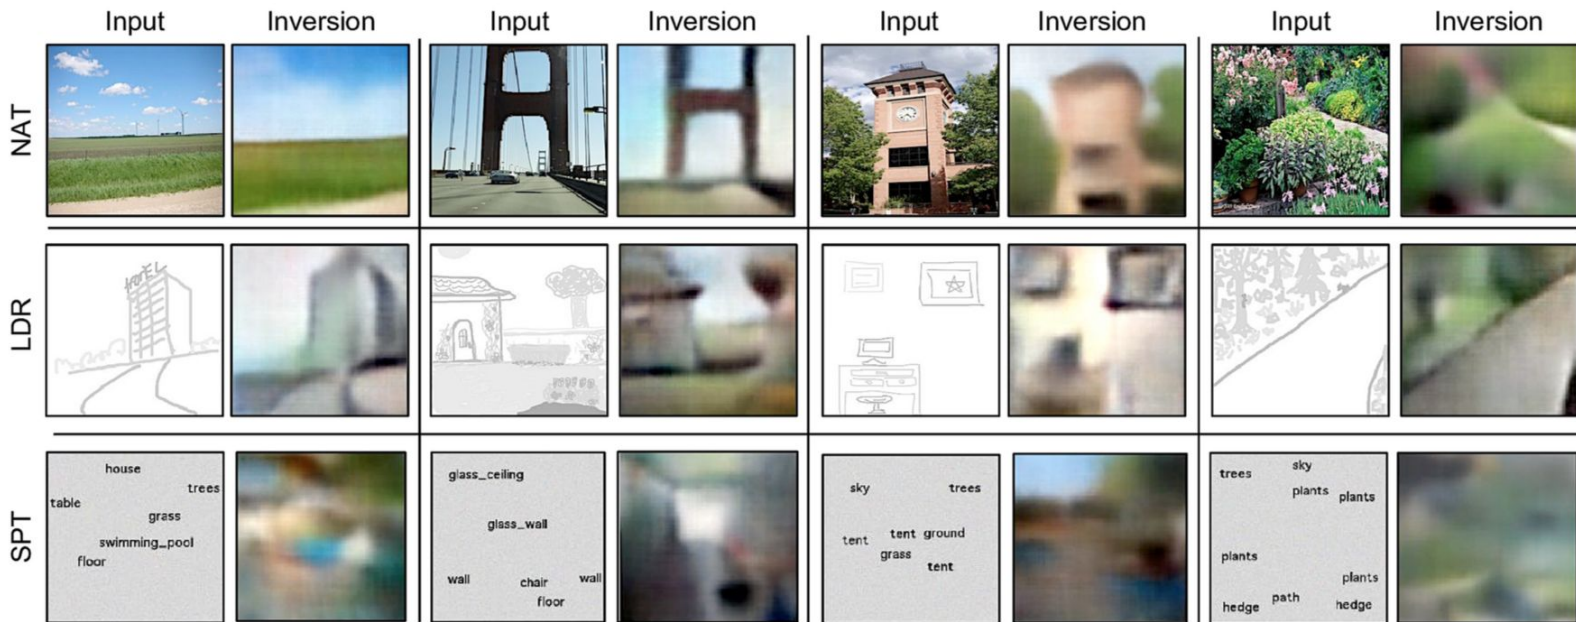 Input Inversion Input Inversion Input Inversion Input Inversion
NAT
LDR
HOTEL
SPT
house
trees
table
grass
swimming_pool
floor
glass_ceiling
glass_wall
wall chair wall
floor
sky trees
tent tent ground
grass
tent
trees sky
plants plants
plants
plants
hedge path hedge